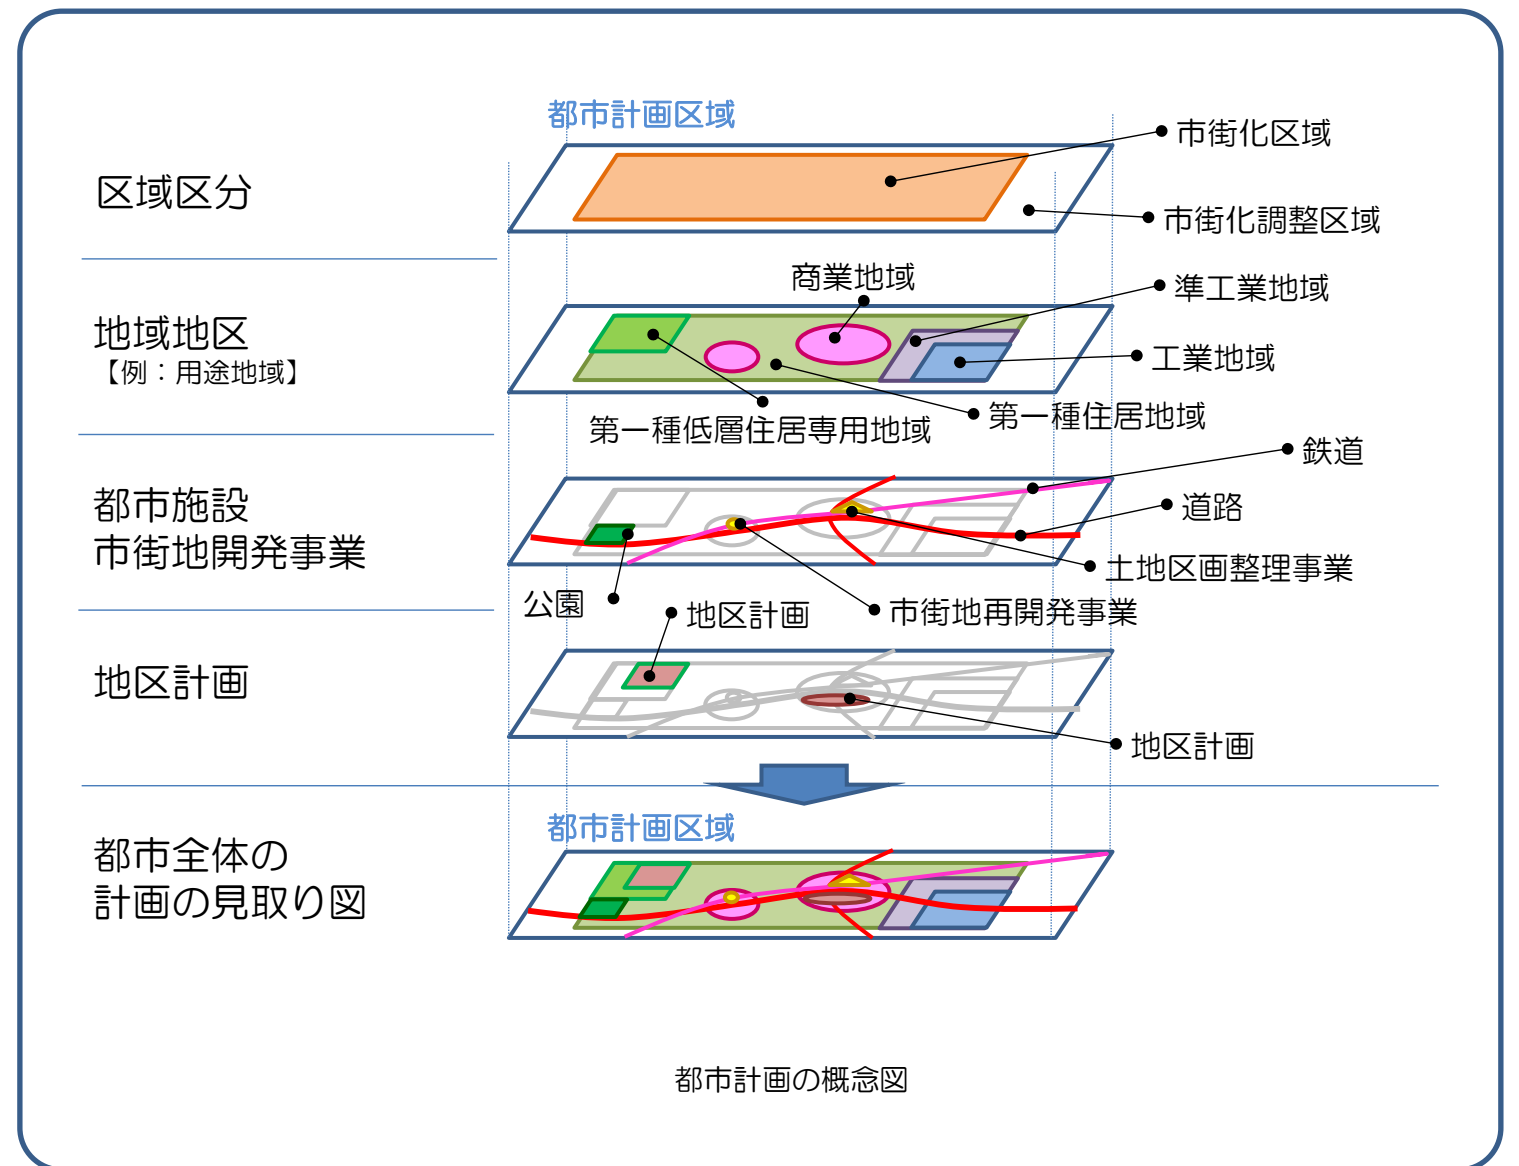 都市計画区域
市街化区域
区域区分
市街化調整区域
商業地域
準工業地域
地域地区
【例：用途地域】
工業地域
第一種住居地域
第一種低層住居専用地域
鉄道
都市施設
市街地開発事業
道路
土地区画整理事業
公園
地区計画
市街地再開発事業
地区計画
地区計画
都市計画区域
都市全体の
計画の見取り図
都市計画の概念図